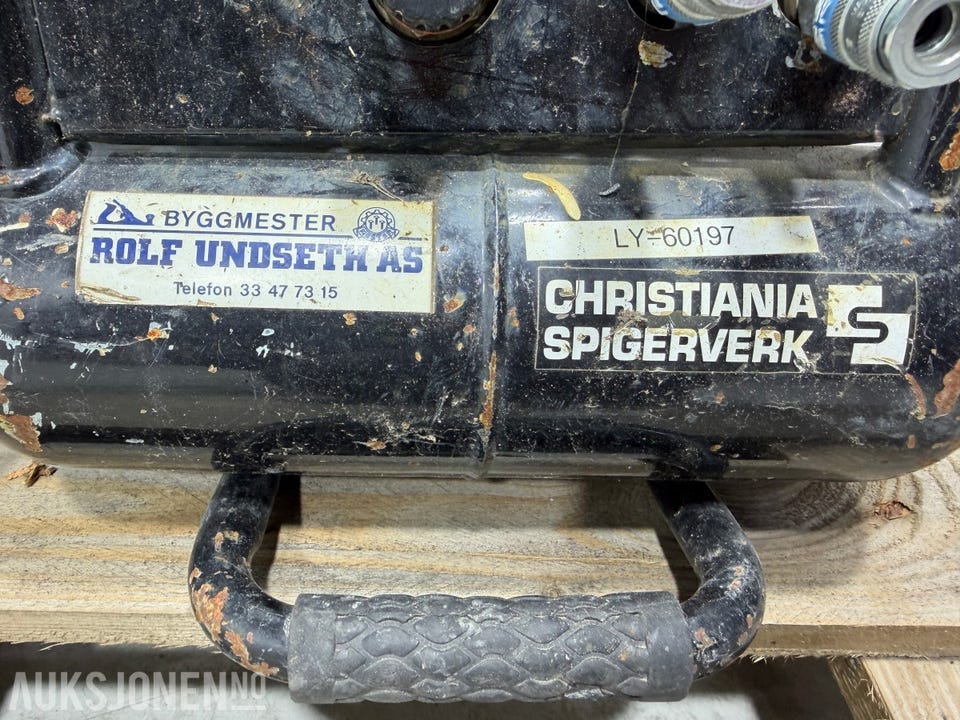 BYGGMESTER
ROLF UNDSETH AS
Telefon 33 47 73 15
LY-60197
CHRISTIANIA
SPIGERVERK
AUKSJONEN.NO